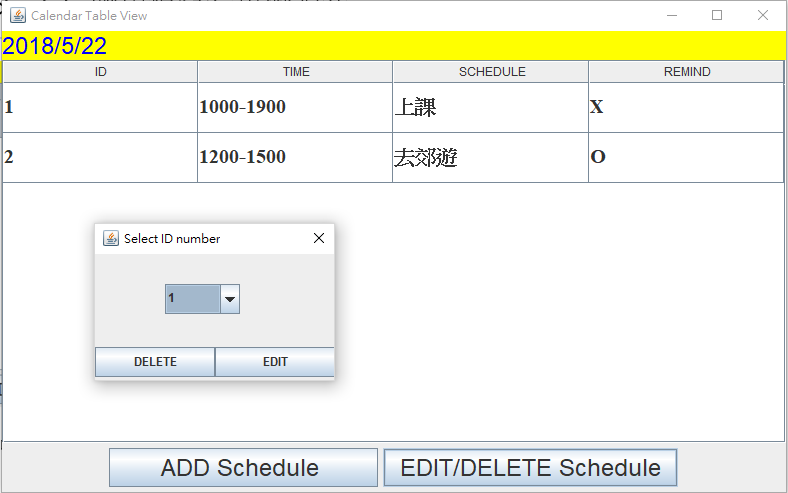 Calendar Table View
2018/5/22
ID TIME SCHEDULE REMIND
1 1000-1900 上課 X
2 1200-1500 去郊遊 O
Select ID number
1
DELETE EDIT
ADD Schedule EDIT/DELETE Schedule